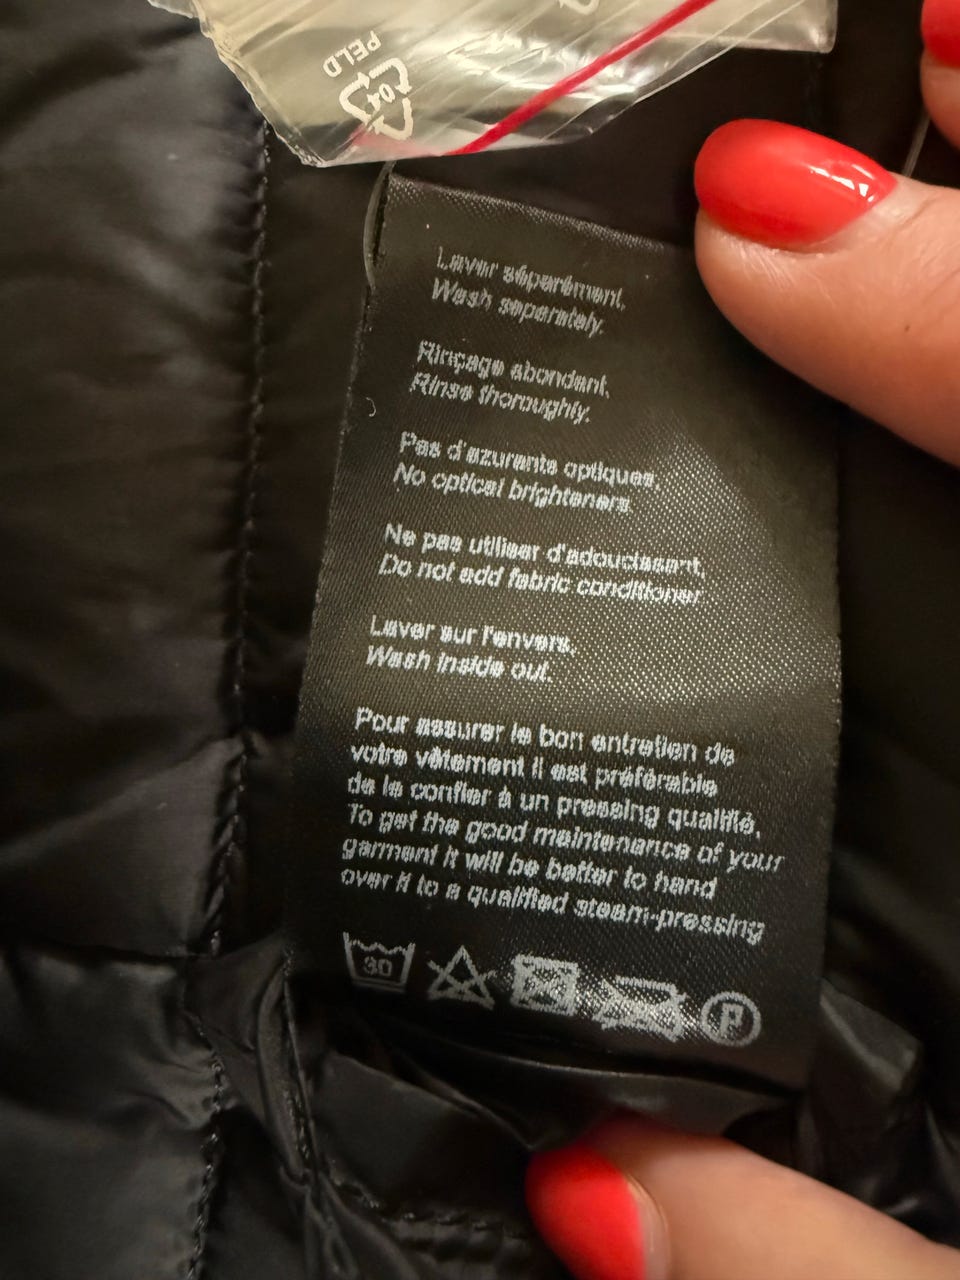 PELD
04
Laver séparément,
Wash separately.
Rinçage abondant,
Rinse thoroughly.
Pas d'azurants optiques,
No optical brighteners.
Ne pas utiliser d'adoucissant,
Do not add fabric conditioner
Laver sur l'envers,
Wash inside out.
Pour assurer le bon entretien de
votre vêtement il est préférable
de le confier à un pressing qualifié.
To get the good maintenance of your
garment it will be better to hand
over it to a qualified steam-pressing
30
P